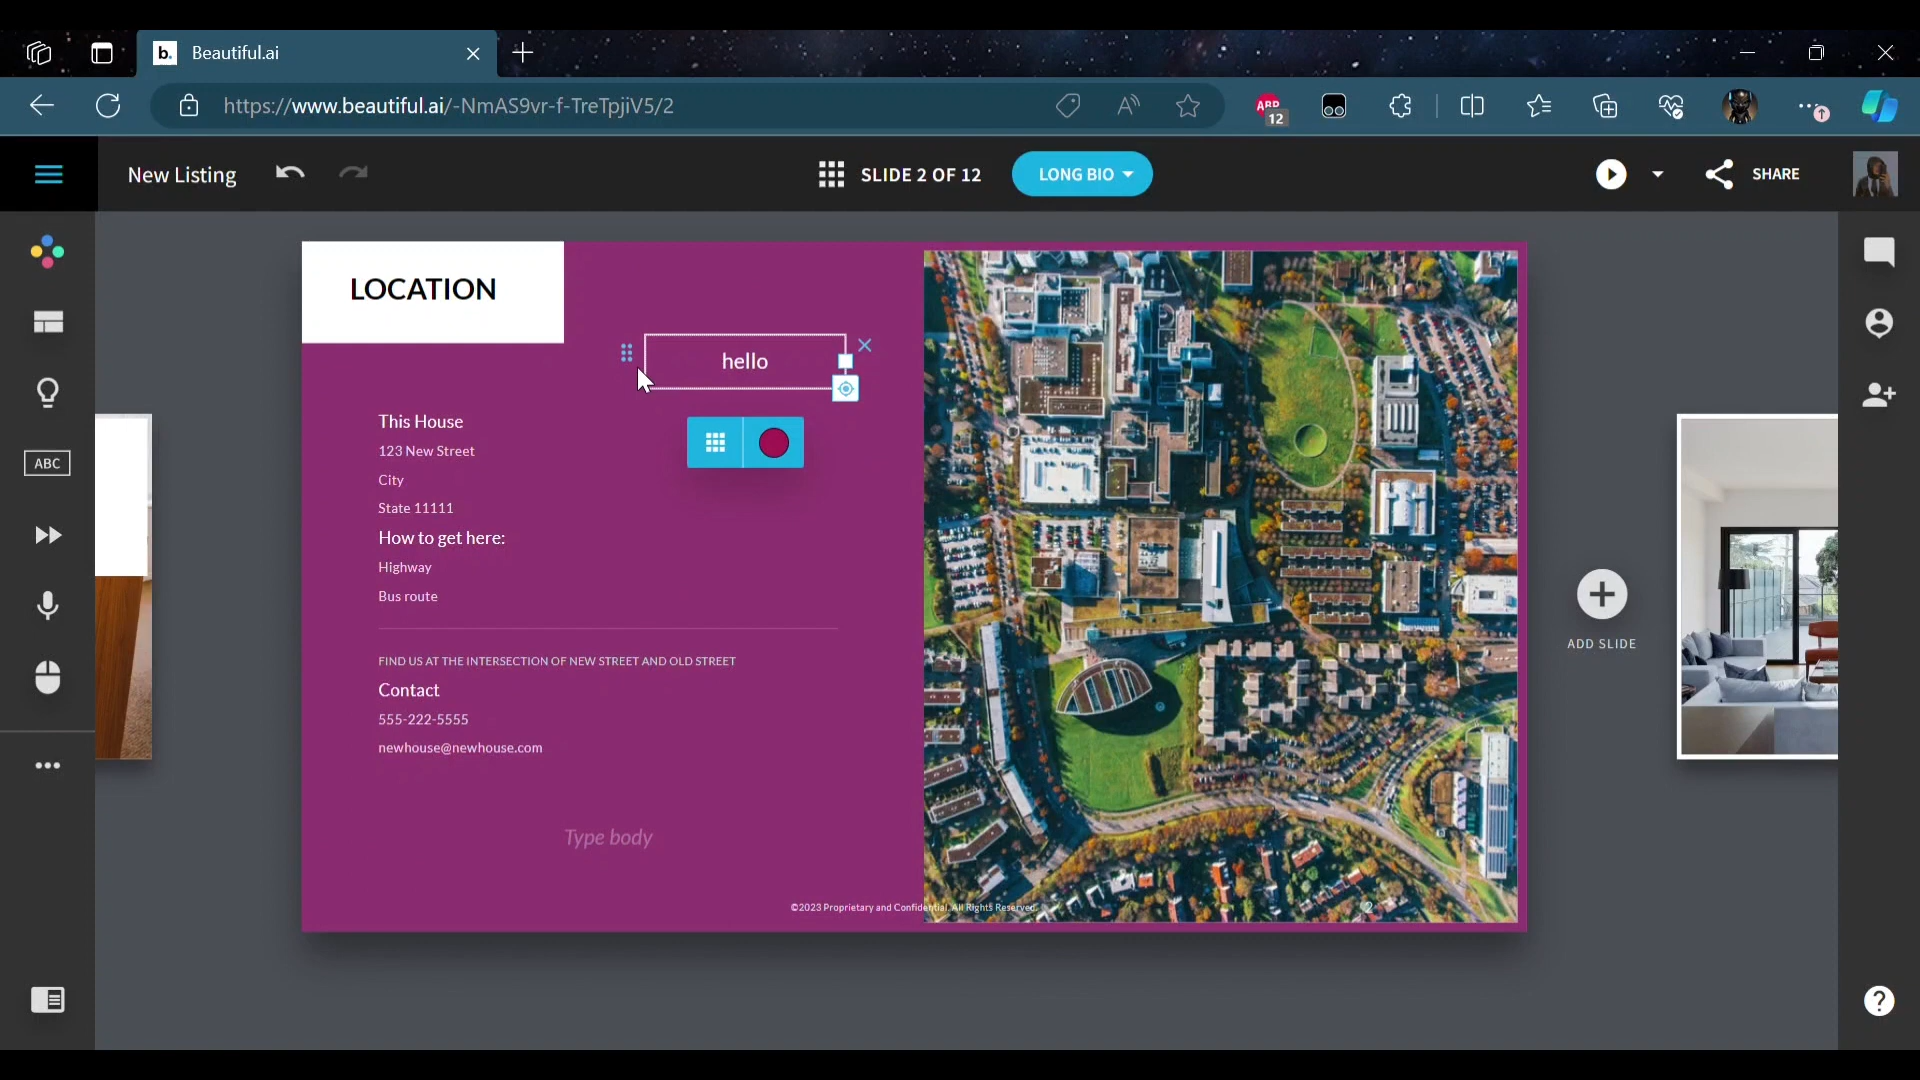 Beautiful.ai
https://www.beautiful.ai/-NmAS9vr-f-TreTpjiV5/2
ABP
12
New Listing
SLIDE 2 OF 12
LONG BIO
SHARE
LOCATION
hello
This House
123 New Street
City
State 11111
How to get here:
Highway
Bus route
FIND US AT THE INTERSECTION OF NEW STREET AND OLD STREET
Contact
555-222-5555
newhouse@newhouse.com
Type body
©2023 Proprietary and Confidential. All Rights Reserved.
2
ABC
ADD SLIDE